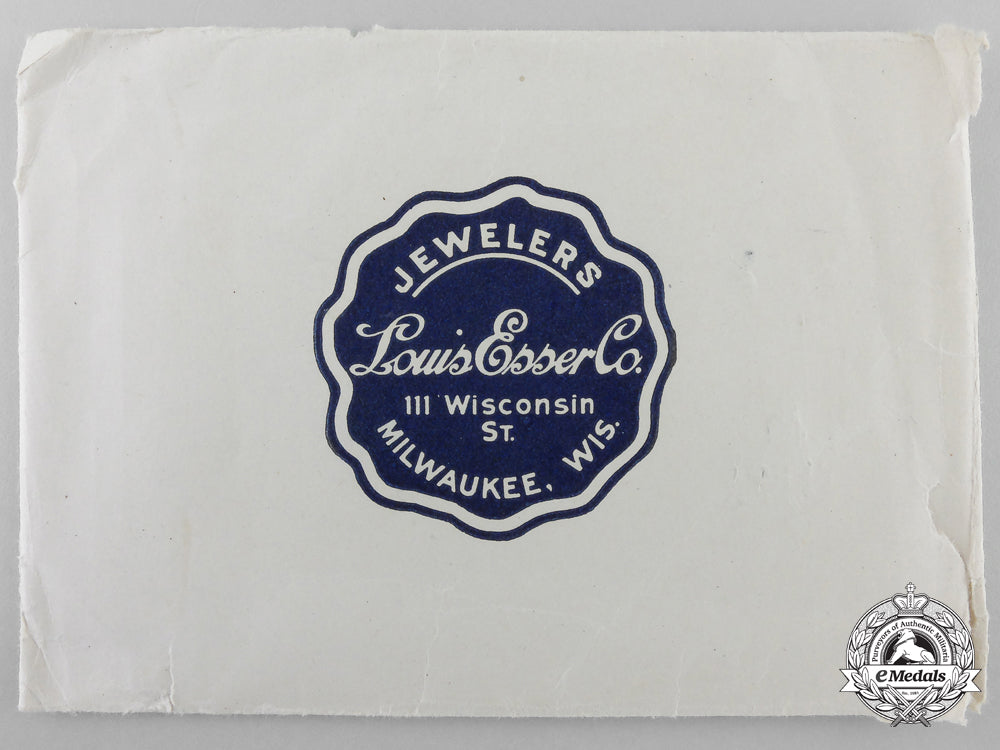 JEWELERS
Louis Esser Co.
111 Wisconsin
ST.
MILWAUKEE, WIS.
Purveyors of Authentic Militaria
eMedals